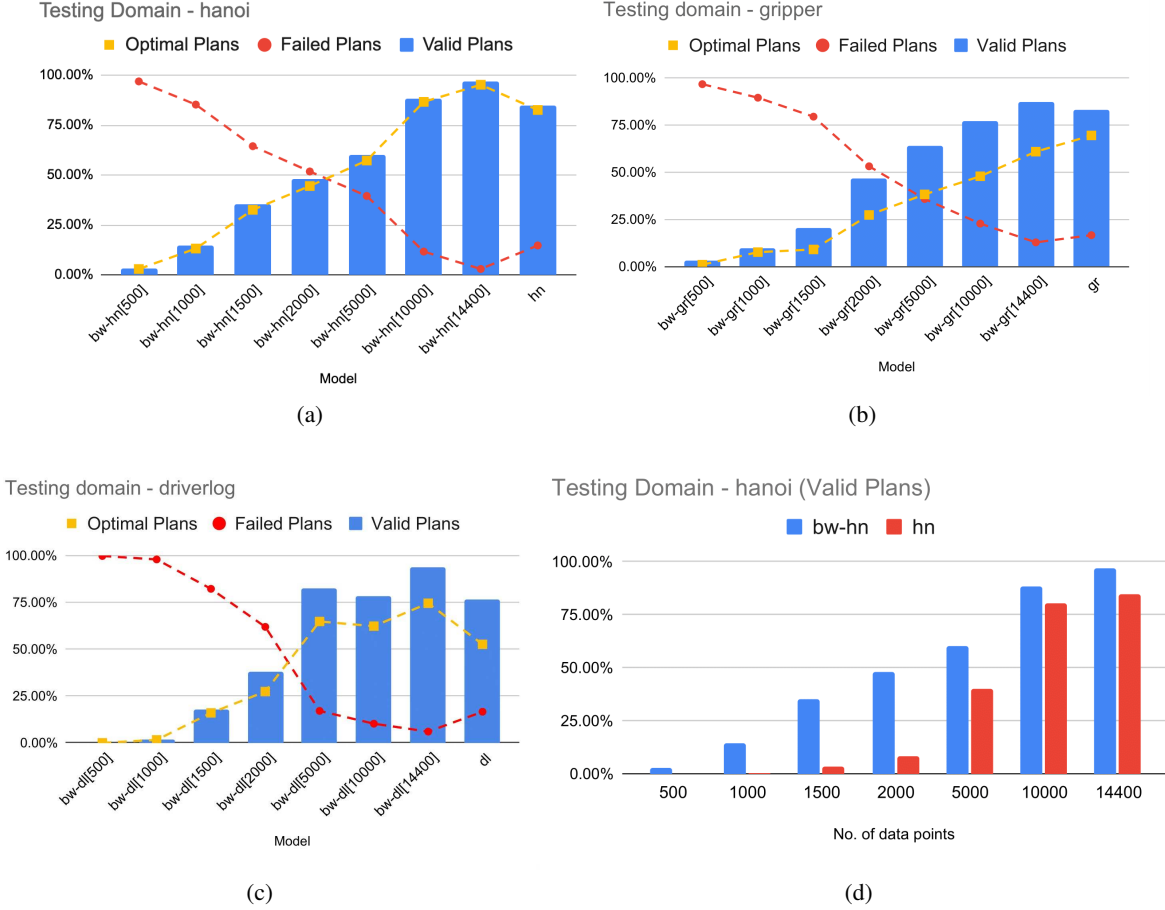 Testing Domain - hanoi
Optimal Plans Failed Plans Valid Plans
100.00%
75.00%
50.00%
25.00%
0.00%
bw-hn[500] bw-hn[1000] bw-hn[1500] bw-hn[2000] bw-hn[5000] bw-hn[10000] bw-hn[14400] hn
Model
(a)
Testing domain - gripper
Optimal Plans Failed Plans Valid Plans
100.00%
75.00%
50.00%
25.00%
0.00%
bw-gr[500] bw-gr[1000] bw-gr[1500] bw-gr[2000] bw-gr[5000] bw-gr[10000] bw-gr[14400] gr
Model
(b)
Testing domain - driverlog
Optimal Plans Failed Plans Valid Plans
100.00%
75.00%
50.00%
25.00%
0.00%
bw-dl[500] bw-dl[1000] bw-dl[1500] bw-dl[2000] bw-dl[5000] bw-dl[10000] bw-dl[14400] dl
Model
(c)
Testing Domain - hanoi (Valid Plans)
bw-hn hn
100.00%
75.00%
50.00%
25.00%
0.00%
500 1000 1500 2000 5000 10000 14400
No. of data points
(d)